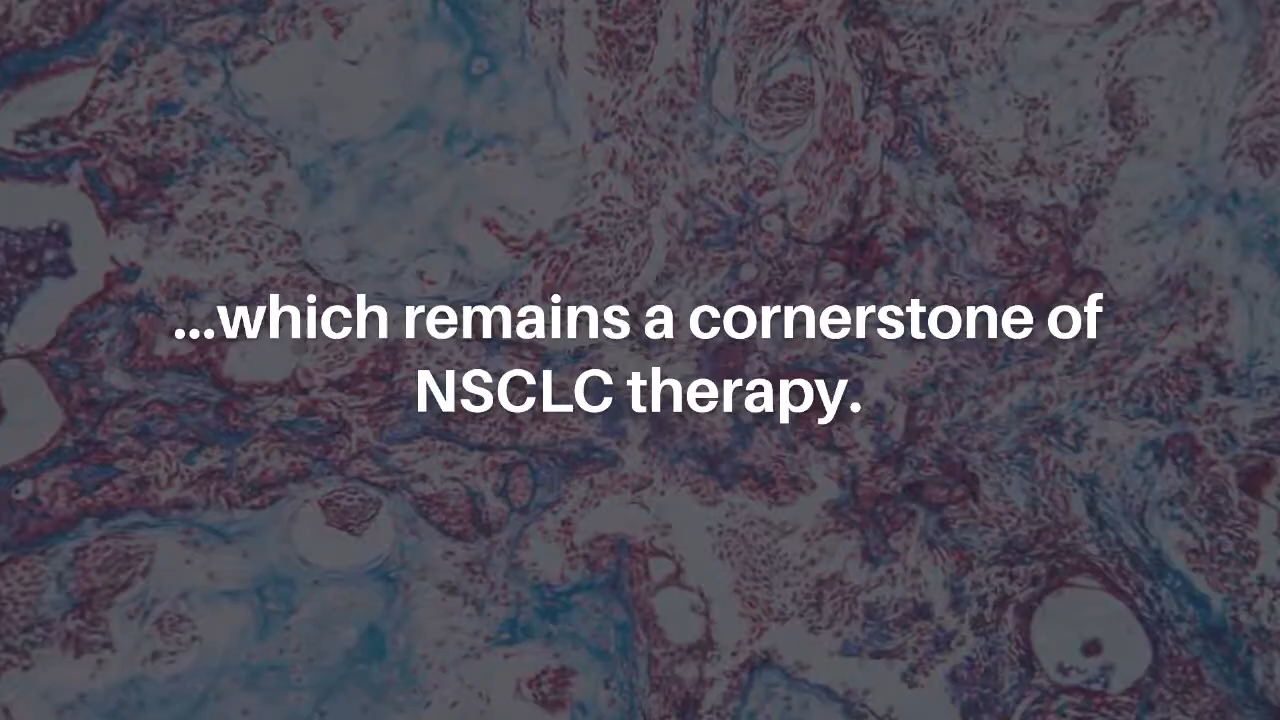 ...which remains a cornerstone of
NSCLC therapy.